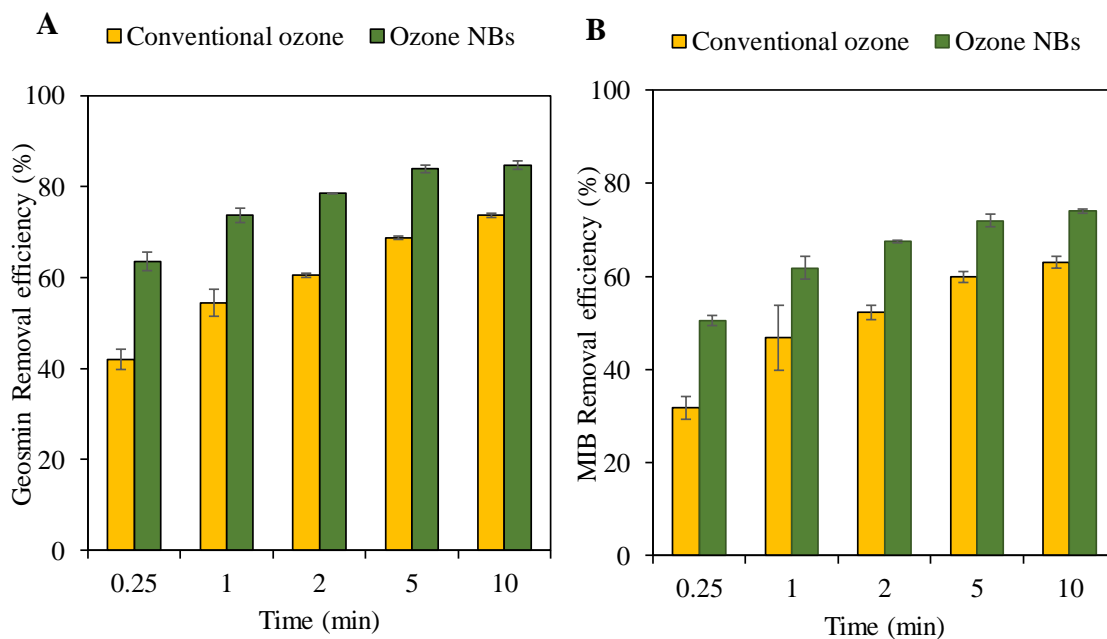 A
Conventional ozone Ozone NBs
Geosmin Removal efficiency (%)
100
80
60
40
20
0
0.25 1 2 5 10
Time (min)
B
Conventional ozone Ozone NBs
MIB Removal efficiency (%)
100
80
60
40
20
0
0.25 1 2 5 10
Time (min)